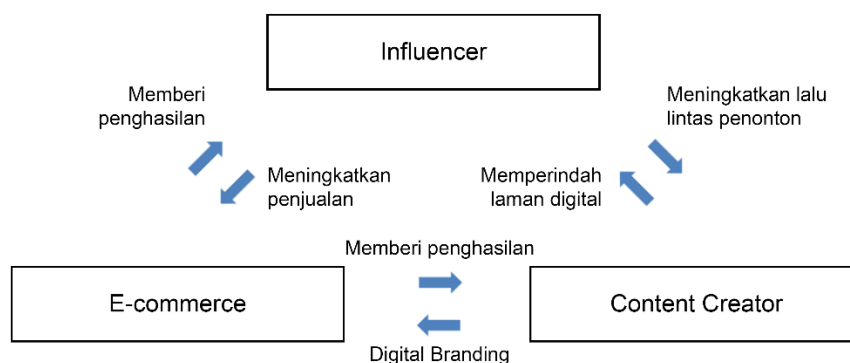 Influencer
Memberi
penghasilan
Meningkatkan lalu
lintas penonton
Meningkatkan
penjualan
Memperindah
laman digital
Memberi penghasilan
E-commerce
Content Creator
Digital Branding